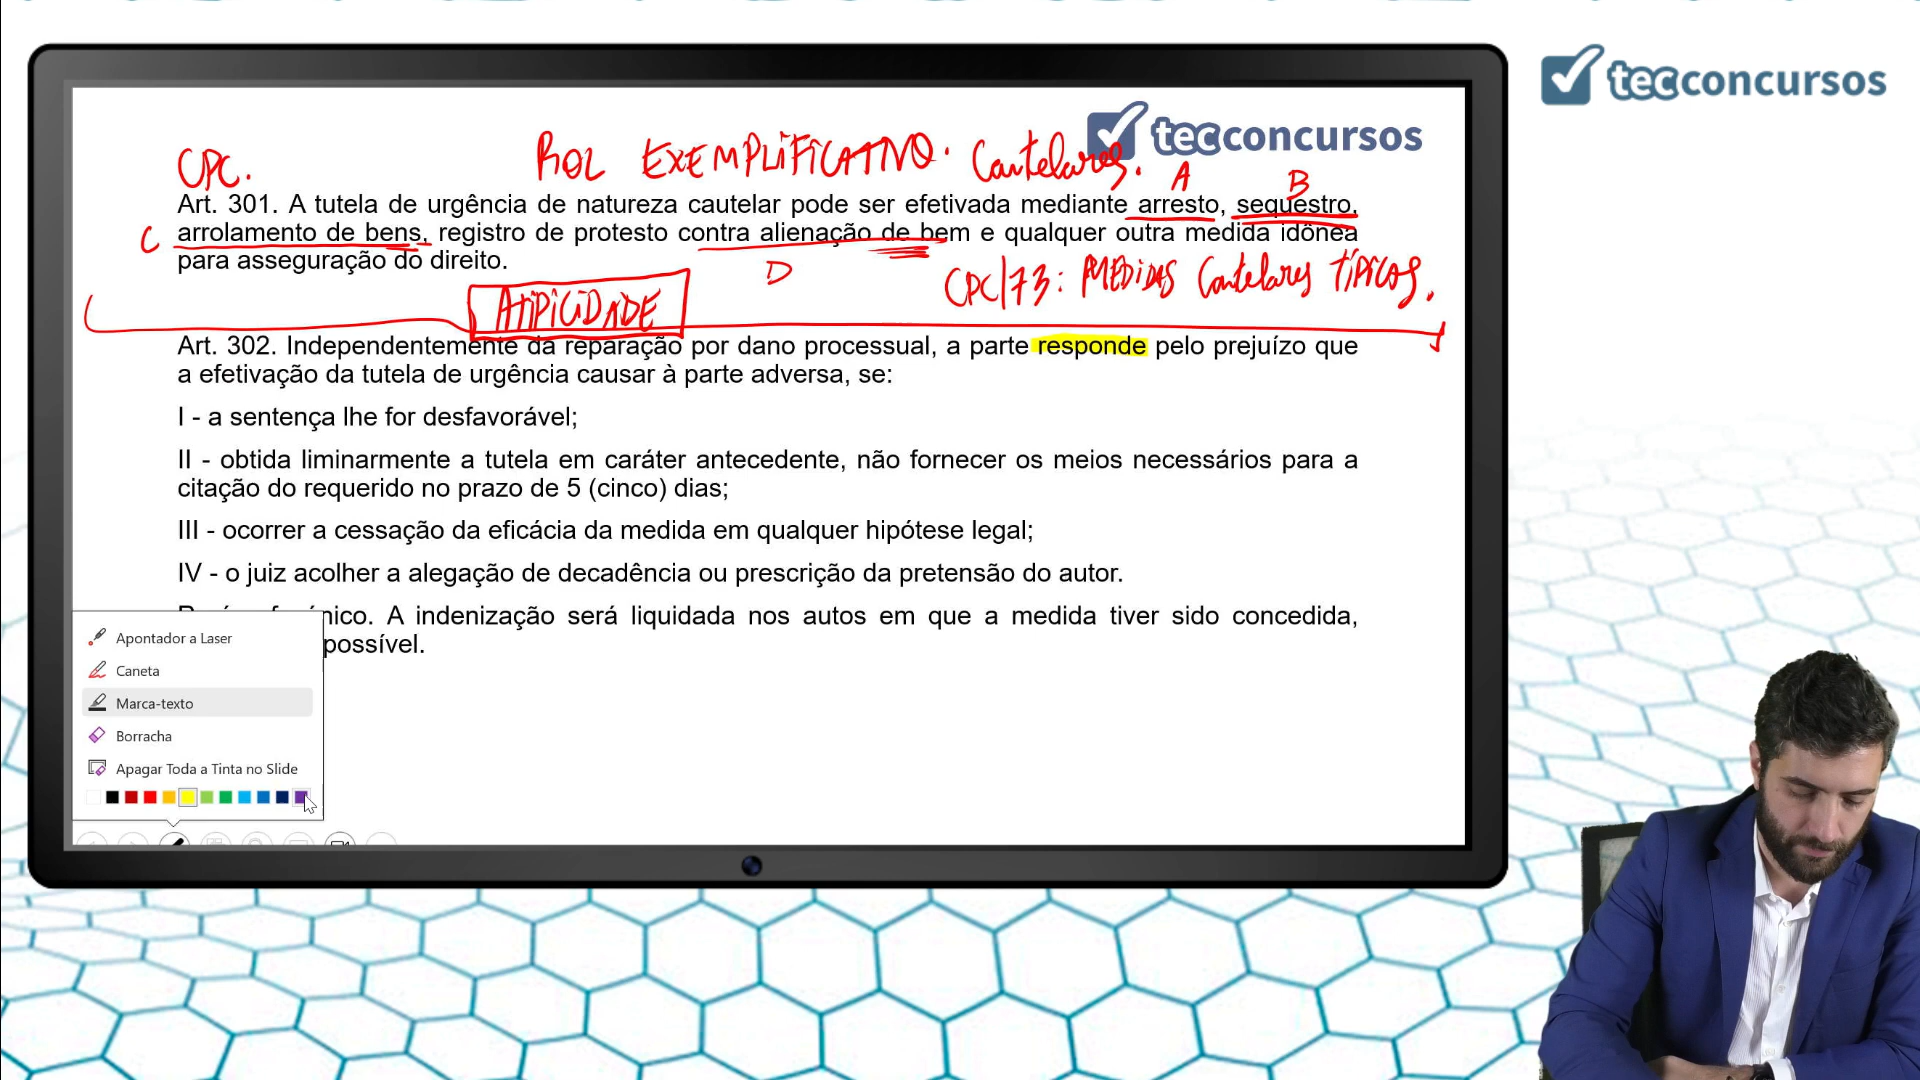 tecconcursos
tecconcursos
CPC. ROL EXEMPLIFICATIVO. Cautelares.
A B
Art. 301. A tutela de urgência de natureza cautelar pode ser efetivada mediante arresto, sequestro,
C arrolamento de bens, registro de protesto contra alienação de bem e qualquer outra medida idônea
para asseguração do direito.
D
CPC/73: MEDIDAS Cautelares TÍPICAS.
ATIPICIDADE
Art. 302. Independentemente da reparação por dano processual, a parte responde pelo prejuízo que
a efetivação da tutela de urgência causar à parte adversa, se:
I - a sentença lhe for desfavorável;
II - obtida liminarmente a tutela em caráter antecedente, não fornecer os meios necessários para a
citação do requerido no prazo de 5 (cinco) dias;
III - ocorrer a cessação da eficácia da medida em qualquer hipótese legal;
IV - o juiz acolher a alegação de decadência ou prescrição da pretensão do autor.
nico. A indenização será liquidada nos autos em que a medida tiver sido concedida,
possível.
Apontador a Laser
Caneta
Marca-texto
Borracha
Apagar Toda a Tinta no Slide